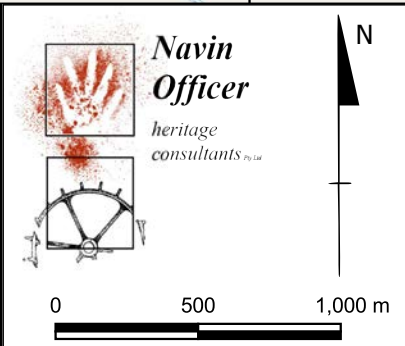 Navin
Officer
heritage
consultants Pty Ltd
N
0 500 1,000 m